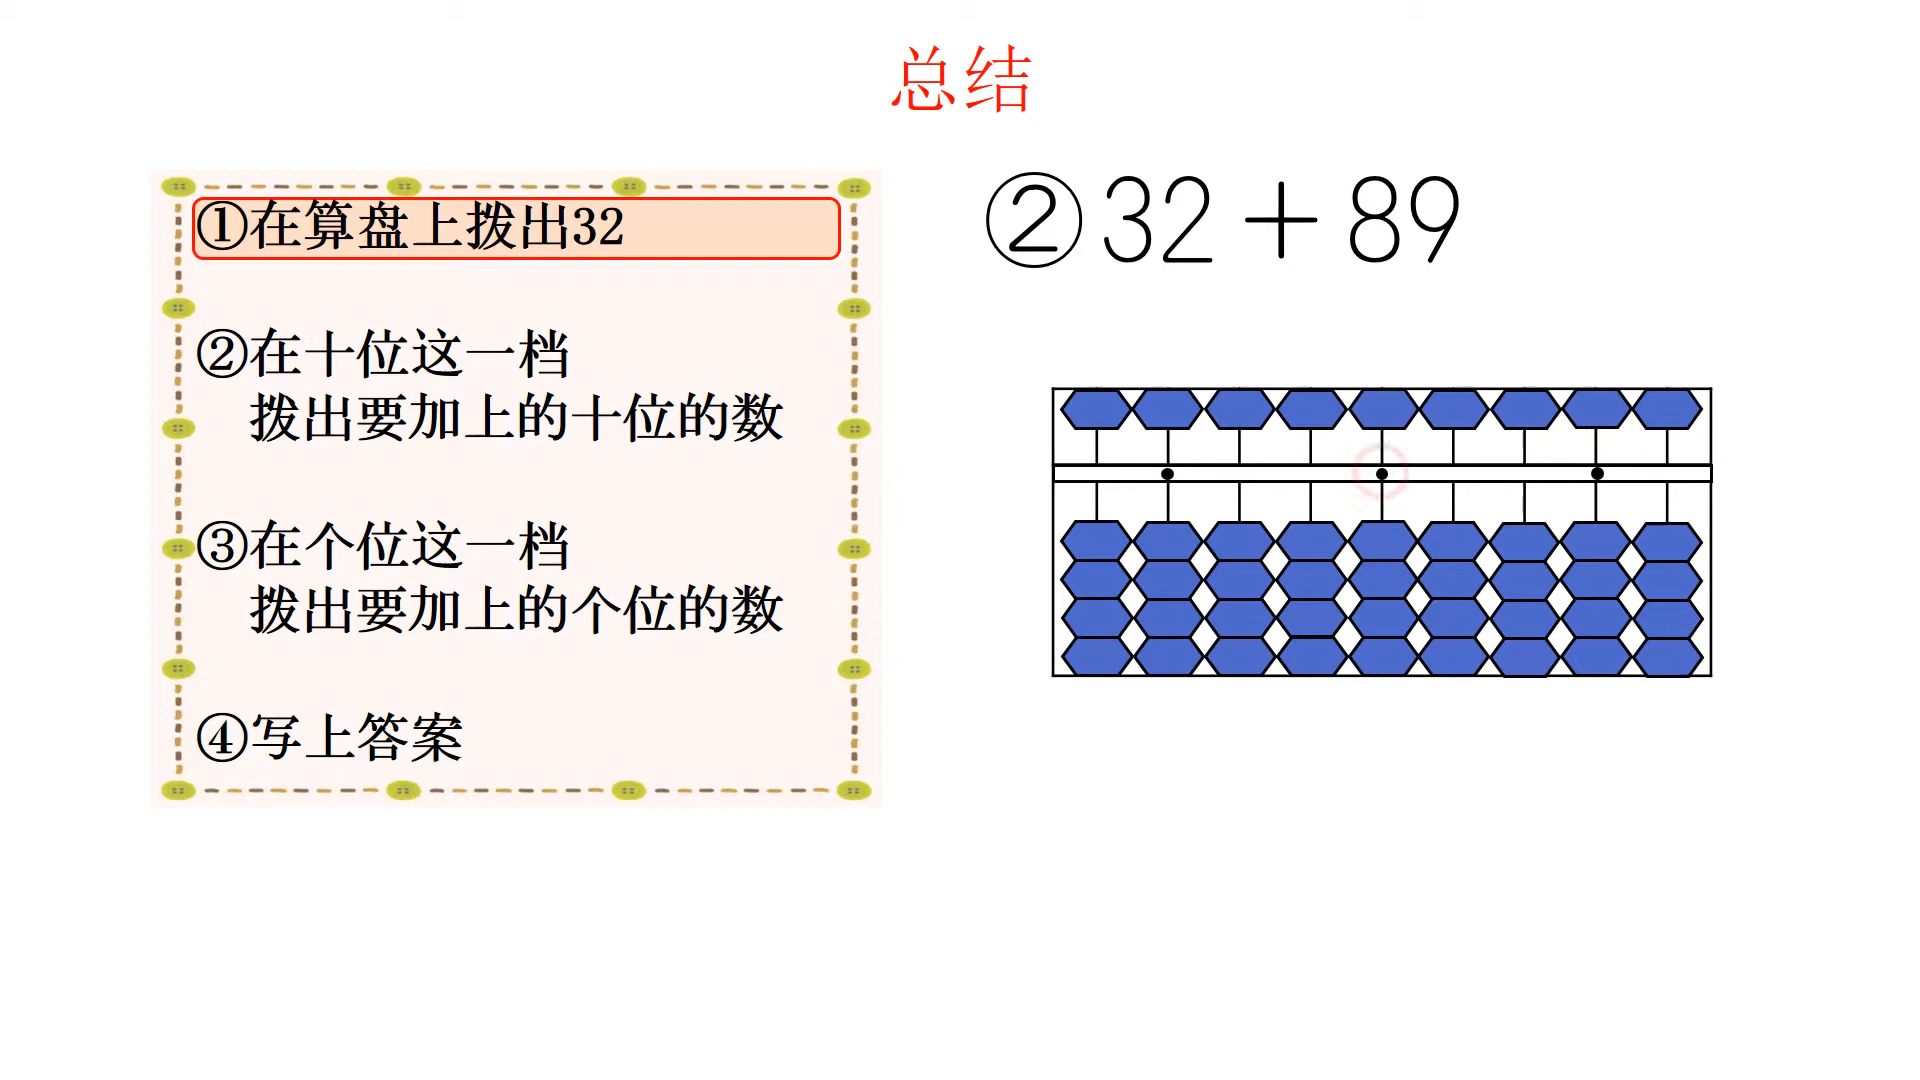 总结
①在算盘上拨出32
②在十位这一档
拨出要加上的十位的数
③在个位这一档
拨出要加上的个位的数
④写上答案
②32＋89